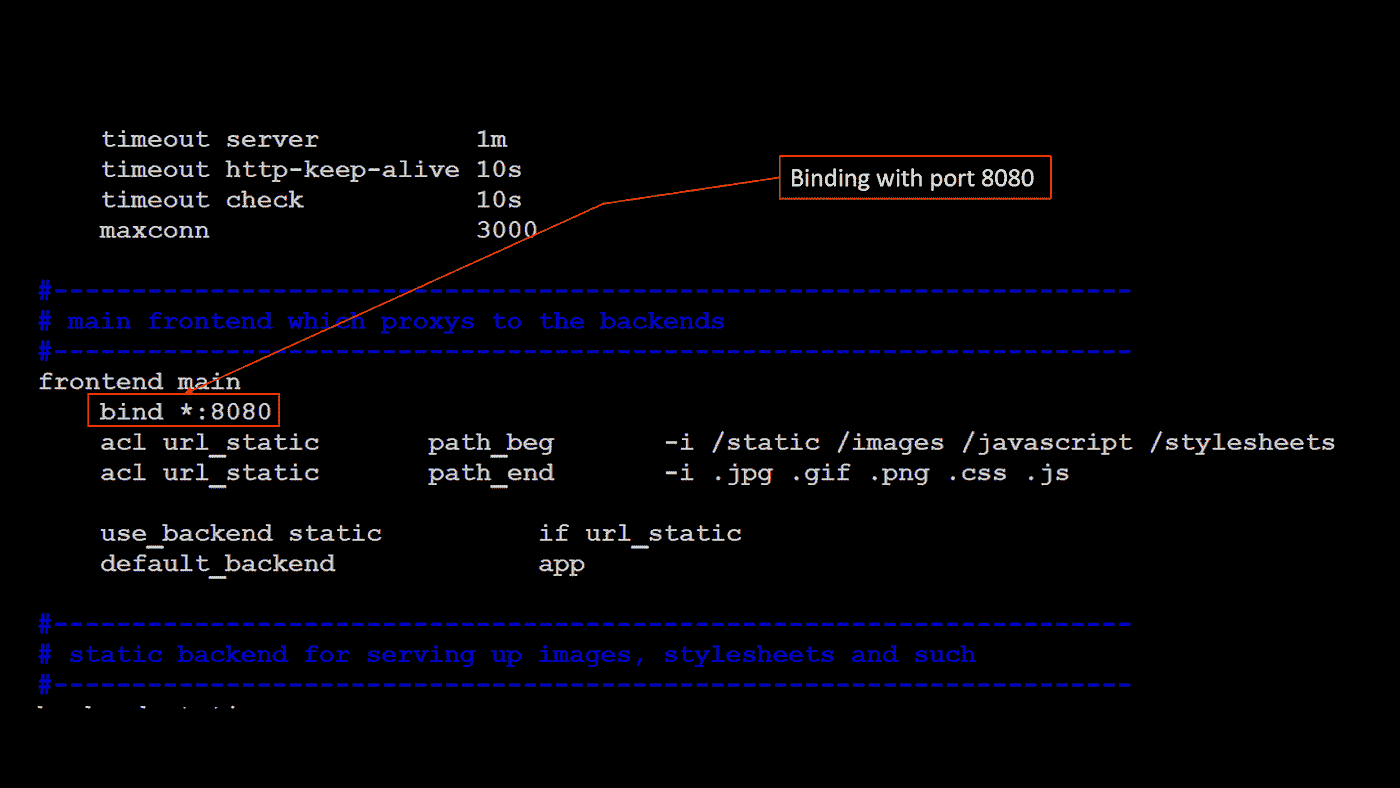 timeout server 1m
timeout http-keep-alive 10s
timeout check 10s
maxconn 3000
Binding with port 8080
#---------------------------------------------------------------------
# main frontend which proxys to the backends
#---------------------------------------------------------------------
frontend main
bind *:8080
acl url_static path_beg -i /static /images /javascript /stylesheets
acl url_static path_end -i .jpg .gif .png .css .js
use_backend static if url_static
default_backend app
#---------------------------------------------------------------------
# static backend for serving up images, stylesheets and such
#---------------------------------------------------------------------